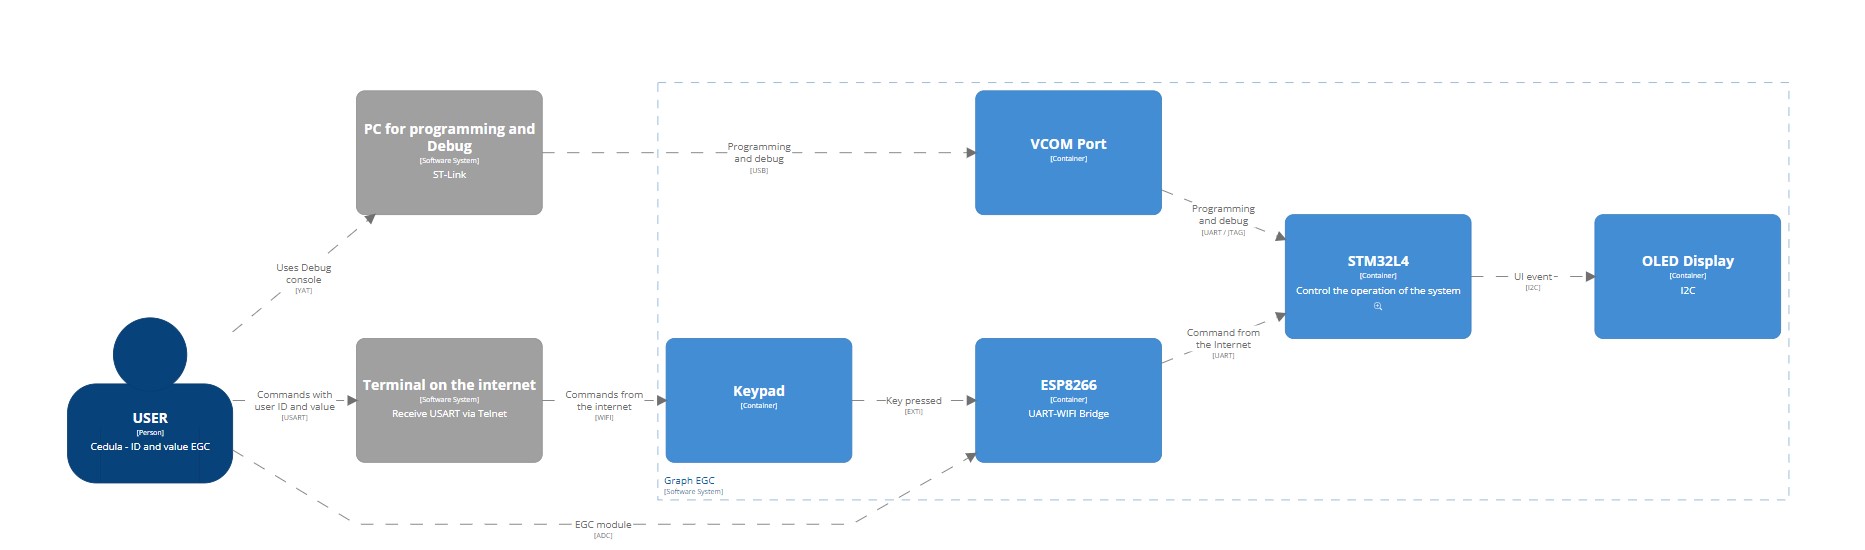 PC for programming and
Debug
[Software System]
ST-Link
Programming
and debug
[USB]
VCOM Port
[Container]
Programming
and debug
[UART / JTAG]
STM32L4
[Container]
Control the operation of the system
UI event
[I2C]
OLED Display
[Container]
I2C
Uses Debug
console
[YAT]
USER
[Person]
Cedula - ID and value EGC
Commands with
user ID and value
[USART]
Terminal on the internet
[Software System]
Receive USART via Telnet
Commands from
the internet
[WIFI]
Keypad
[Container]
Key pressed
[EXTI]
ESP8266
[Container]
UART-WIFI Bridge
Command from
the Internet
[UART]
Graph EGC
[Software System]
EGC module
[ADC]